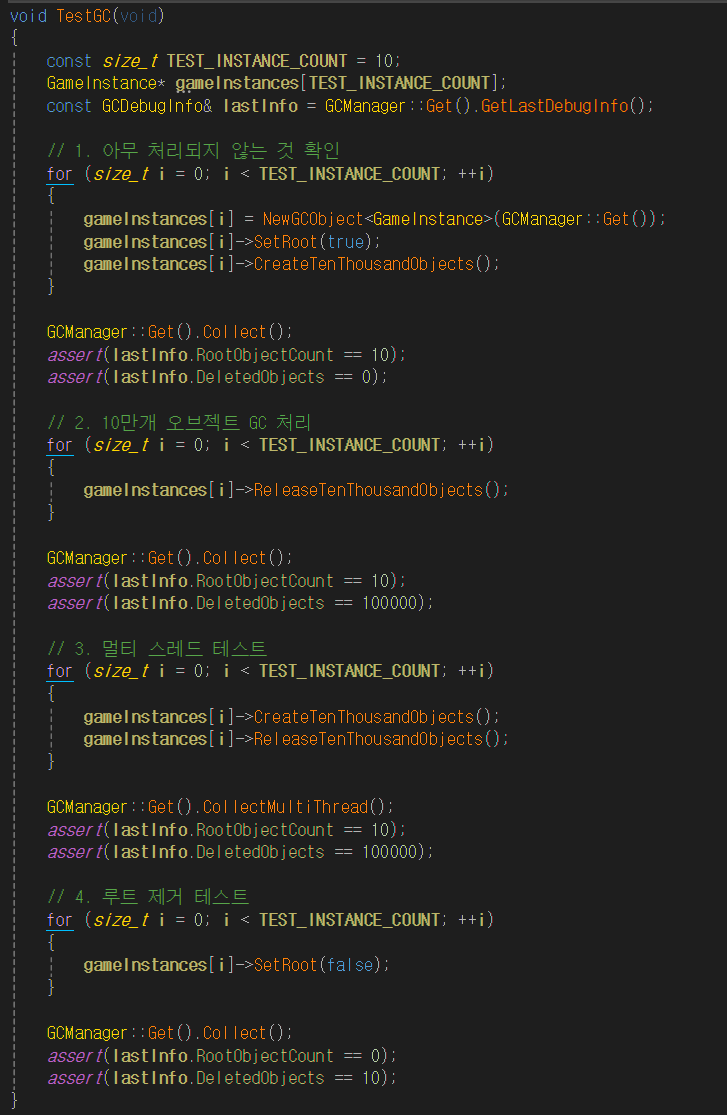 void TestGC(void)
{
    const size_t TEST_INSTANCE_COUNT = 10;
    GameInstance* gameInstances[TEST_INSTANCE_COUNT];
    const GCDebugInfo& lastInfo = GCManager::Get().GetLastDebugInfo();

    // 1. 아무 처리되지 않는 것 확인
    for (size_t i = 0; i < TEST_INSTANCE_COUNT; ++i)
    {
        gameInstances[i] = NewGCObject<GameInstance>(GCManager::Get());
        gameInstances[i]->SetRoot(true);
        gameInstances[i]->CreateTenThousandObjects();
    }

    GCManager::Get().Collect();
    assert(lastInfo.RootObjectCount == 10);
    assert(lastInfo.DeletedObjects == 0);

    // 2. 10만개 오브젝트 GC 처리
    for (size_t i = 0; i < TEST_INSTANCE_COUNT; ++i)
    {
        gameInstances[i]->ReleaseTenThousandObjects();
    }

    GCManager::Get().Collect();
    assert(lastInfo.RootObjectCount == 10);
    assert(lastInfo.DeletedObjects == 100000);

    // 3. 멀티 스레드 테스트
    for (size_t i = 0; i < TEST_INSTANCE_COUNT; ++i)
    {
        gameInstances[i]->CreateTenThousandObjects();
        gameInstances[i]->ReleaseTenThousandObjects();
    }

    GCManager::Get().CollectMultiThread();
    assert(lastInfo.RootObjectCount == 10);
    assert(lastInfo.DeletedObjects == 100000);

    // 4. 루트 제거 테스트
    for (size_t i = 0; i < TEST_INSTANCE_COUNT; ++i)
    {
        gameInstances[i]->SetRoot(false);
    }

    GCManager::Get().Collect();
    assert(lastInfo.RootObjectCount == 0);
    assert(lastInfo.DeletedObjects == 10);
}